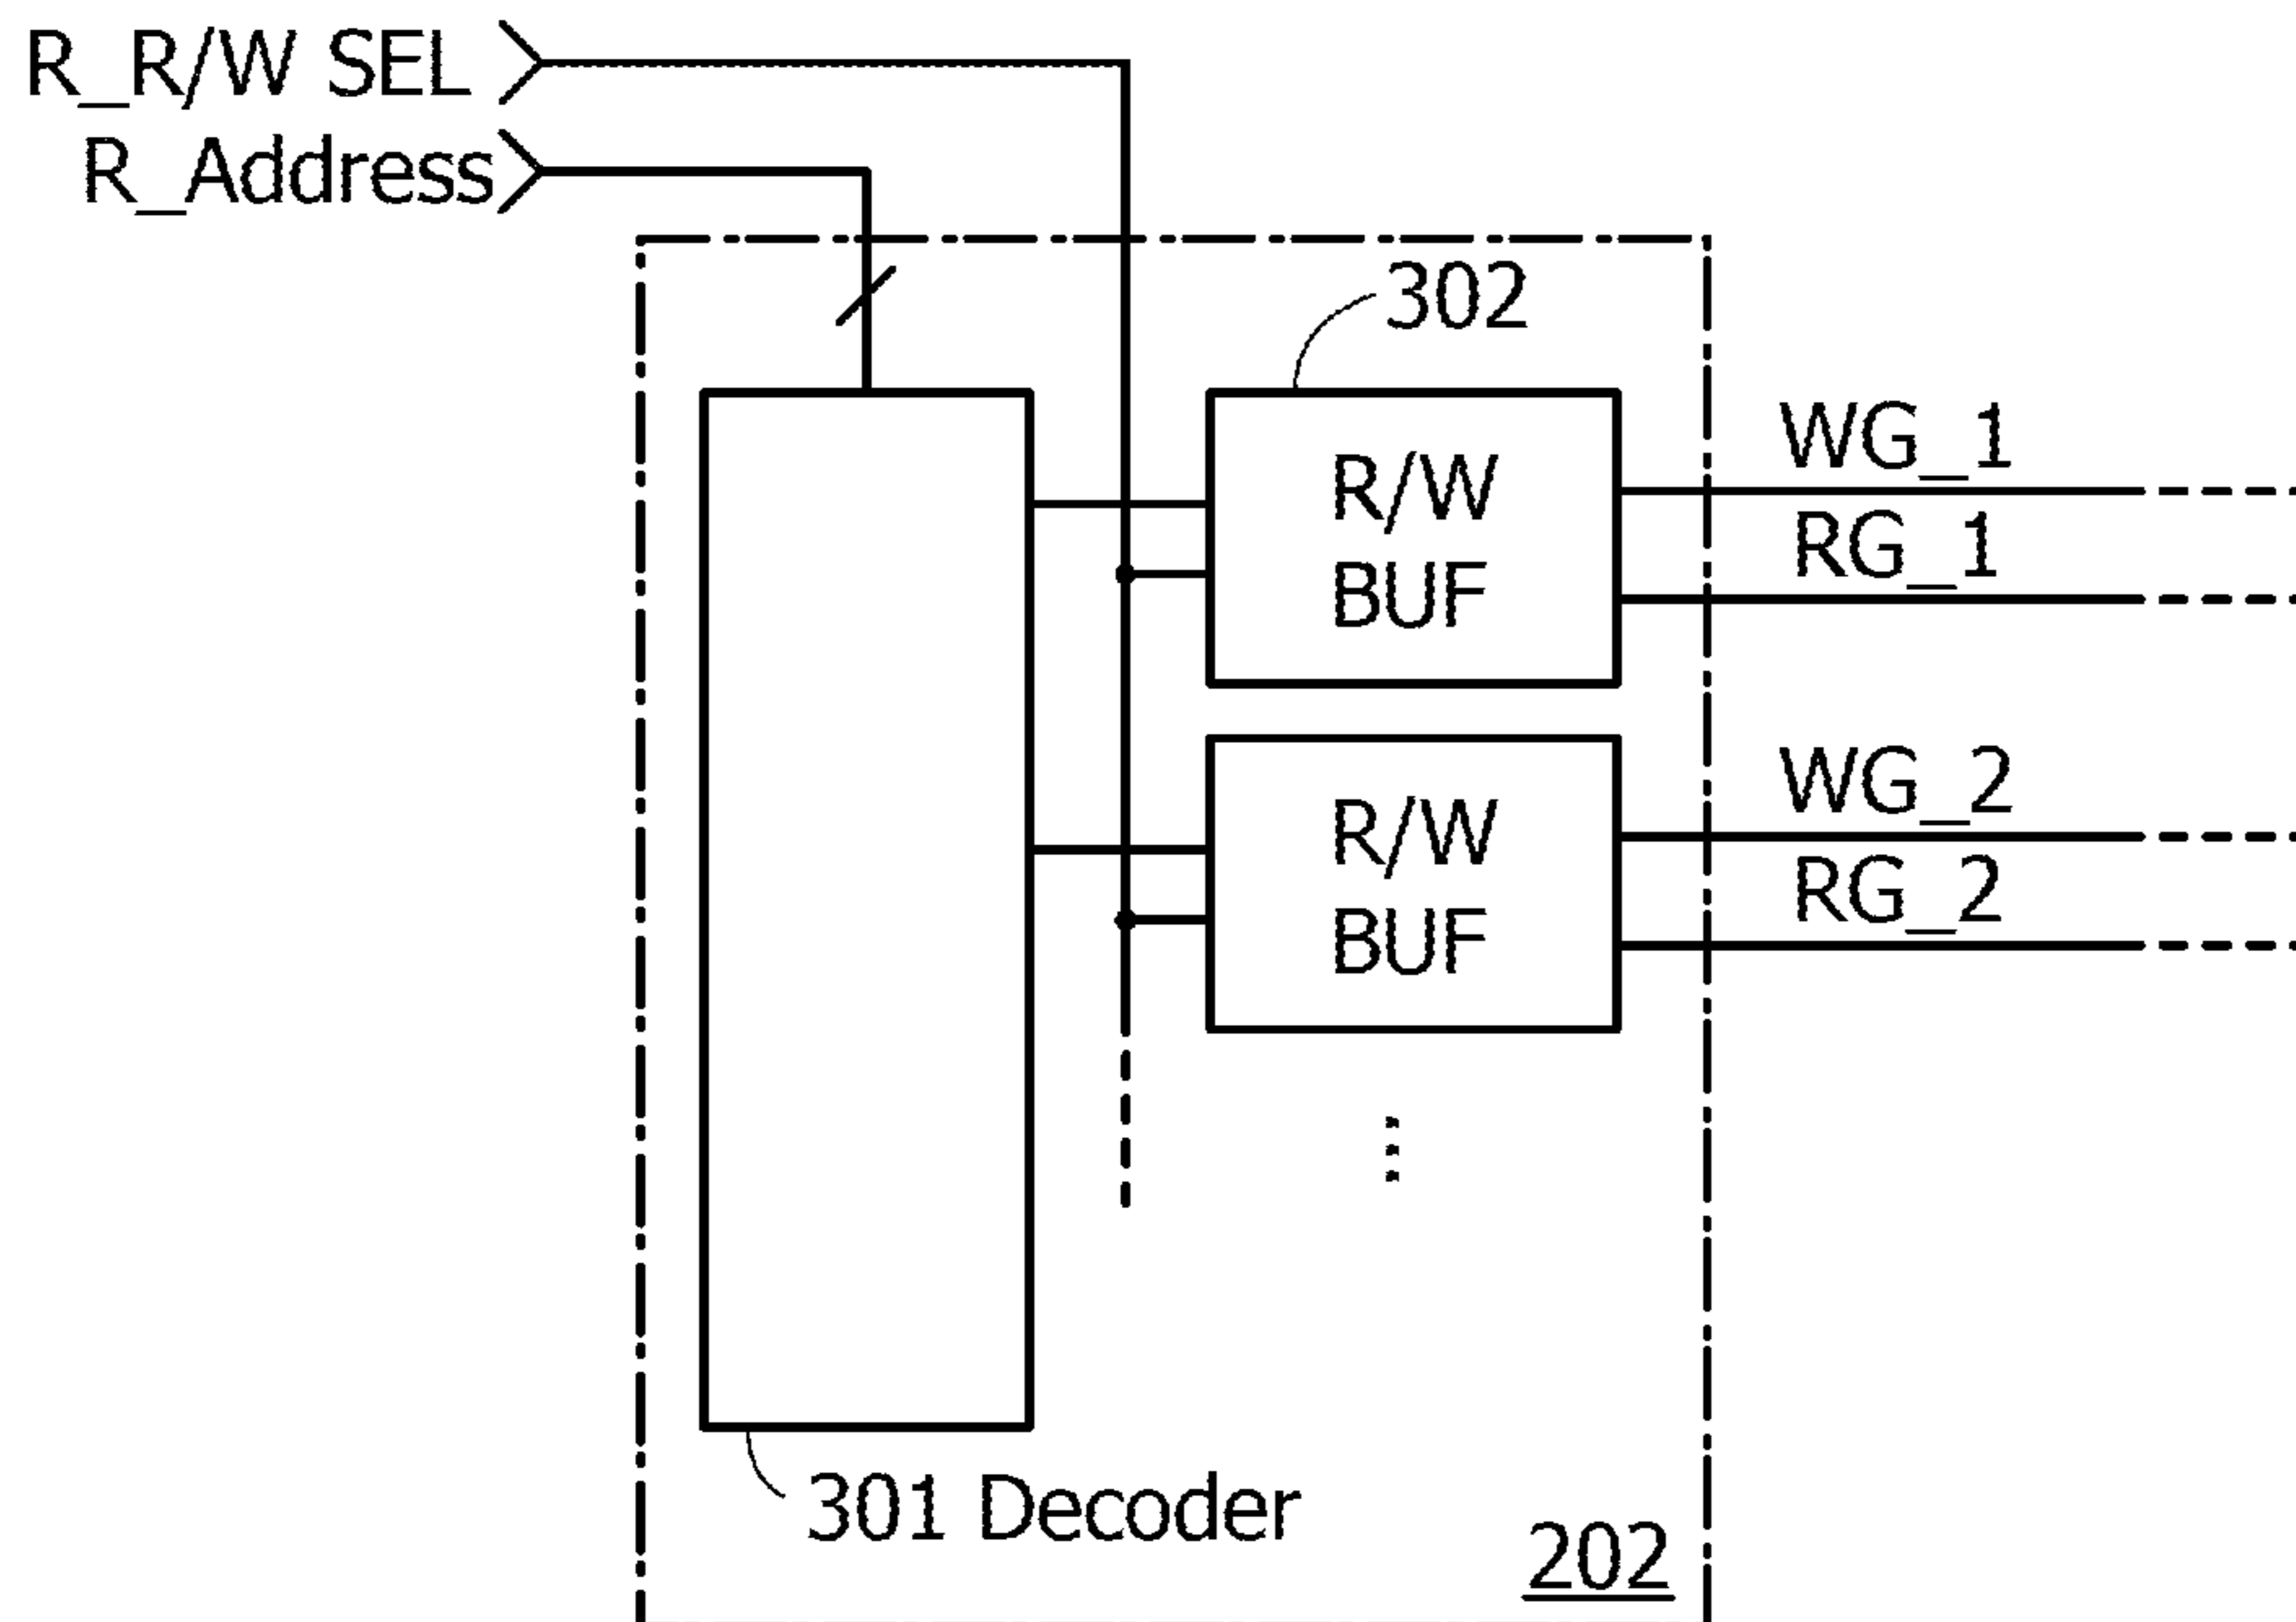 R_R/W SEL
R_Address
302
R/W
BUF
WG_1
RG_1
R/W
BUF
WG_2
RG_2
301 Decoder
202